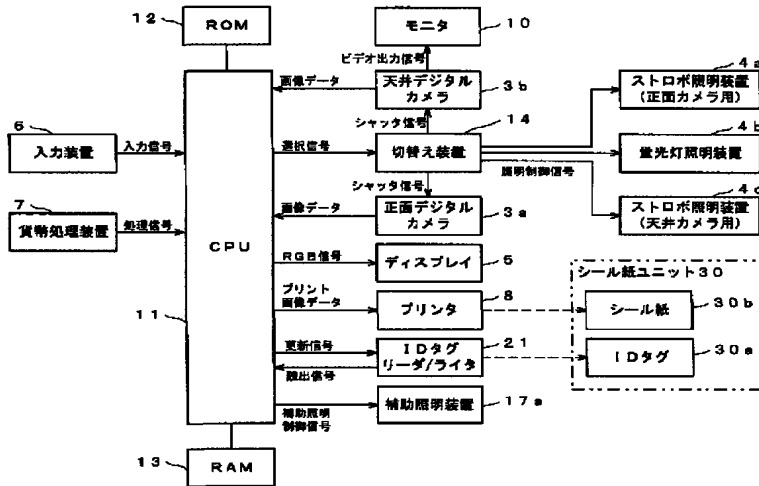 12
ROM
モニタ
10
ビデオ出力信号
画像データ
天井デジタル
カメラ
3b
4a
ストロボ照明装置
(正面カメラ用)
シャッタ信号
14
6
入力装置
入力信号
選択信号
切替え装置
4b
蛍光灯照明装置
照明制御信号
シャッタ信号
4c
ストロボ照明装置
(天井カメラ用)
7
貨幣処理装置
処理信号
画像データ
正面デジタル
カメラ
3a
CPU
11
RGB信号
ディスプレイ
5
シール紙ユニット30
プリント
画像データ
プリンタ
8
シール紙
30b
更新信号
読出信号
IDタグ
リーダ/ライタ
21
IDタグ
30a
補助照明
制御信号
補助照明装置
17a
13
RAM